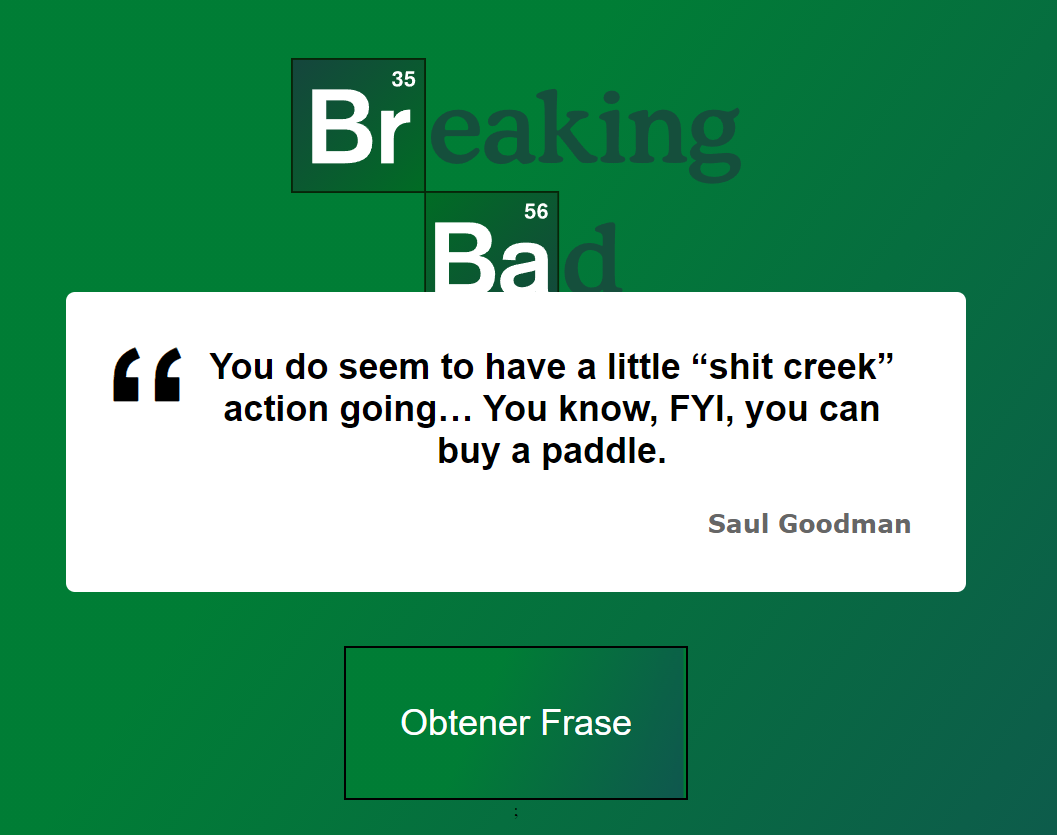 35
Breaking
56
Bad
“
You do seem to have a little “shit creek”
action going… You know, FYI, you can
buy a paddle.
Saul Goodman
Obtener Frase
;